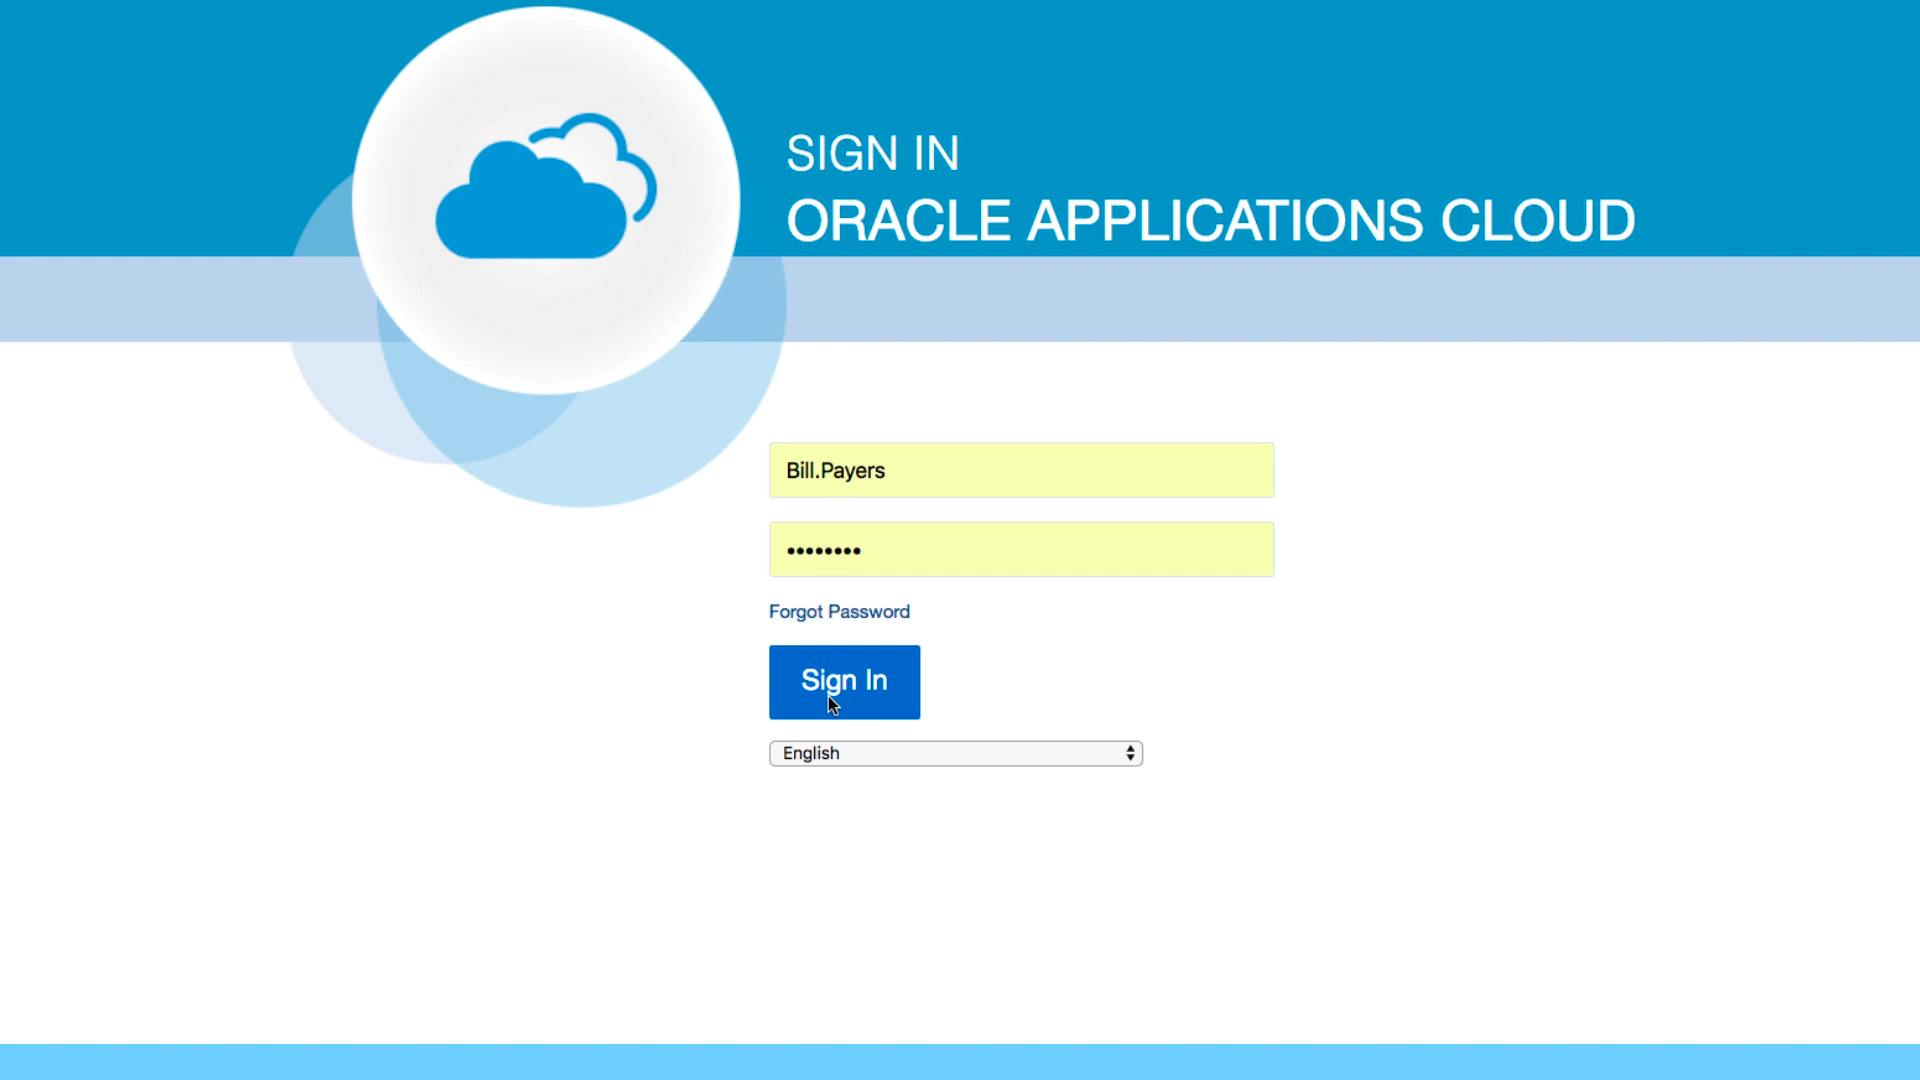 SIGN IN
ORACLE APPLICATIONS CLOUD
Bill.Payers
••••••••
Forgot Password
Sign In
English